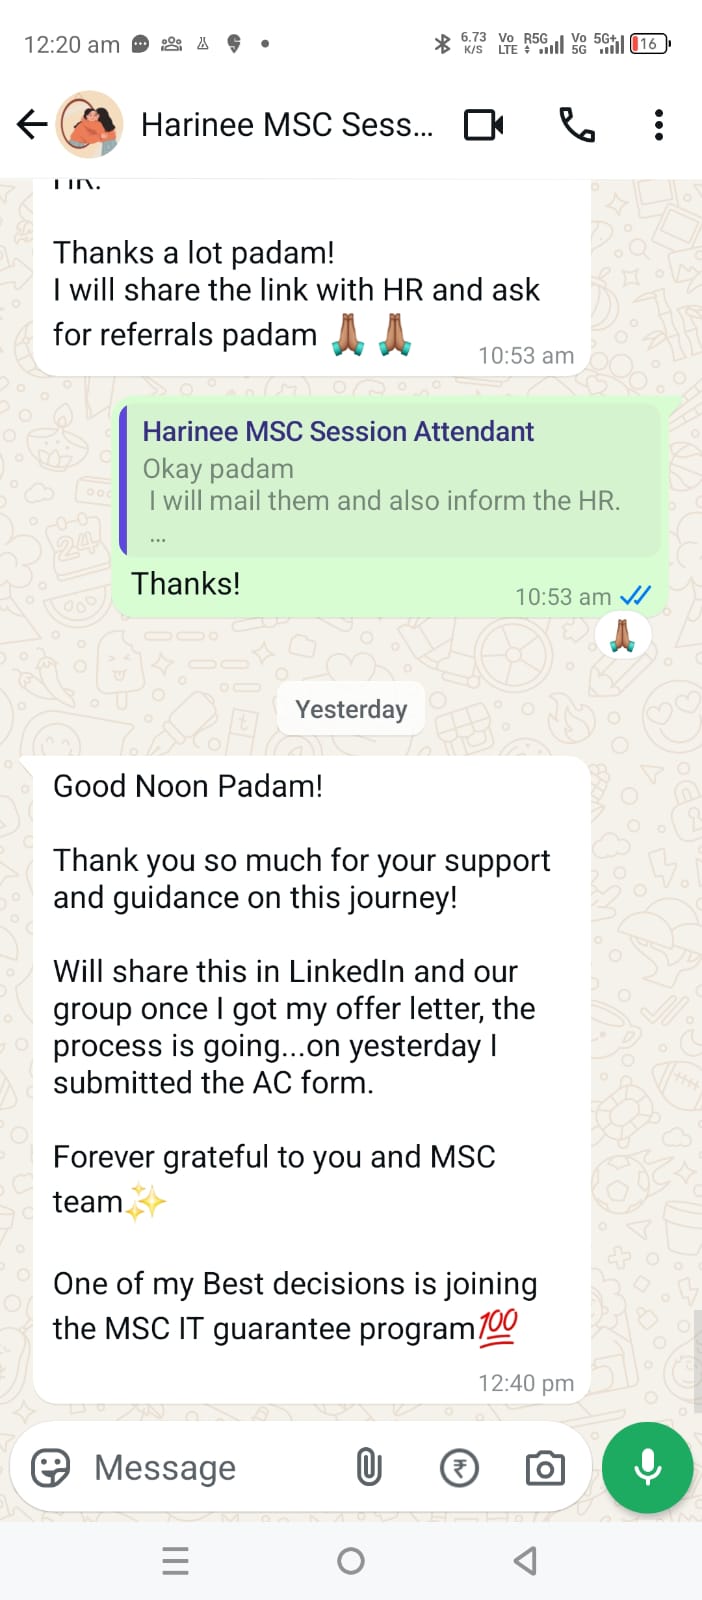 12:20 am
6.73 K/S Vo LTE R5G Vo 5G 5G+ 16
Harinee MSC Sess...
HR.
Thanks a lot padam!
I will share the link with HR and ask
for referrals padam 🙏🏽 🙏🏽
10:53 am
Harinee MSC Session Attendant
Okay padam
I will mail them and also inform the HR.
...
Thanks!
10:53 am
🙏🏽
Yesterday
Good Noon Padam!
Thank you so much for your support
and guidance on this journey!
Will share this in LinkedIn and our
group once I got my offer letter, the
process is going...on yesterday I
submitted the AC form.
Forever grateful to you and MSC
team✨
One of my Best decisions is joining
the MSC IT guarantee program💯
12:40 pm
Message
₹